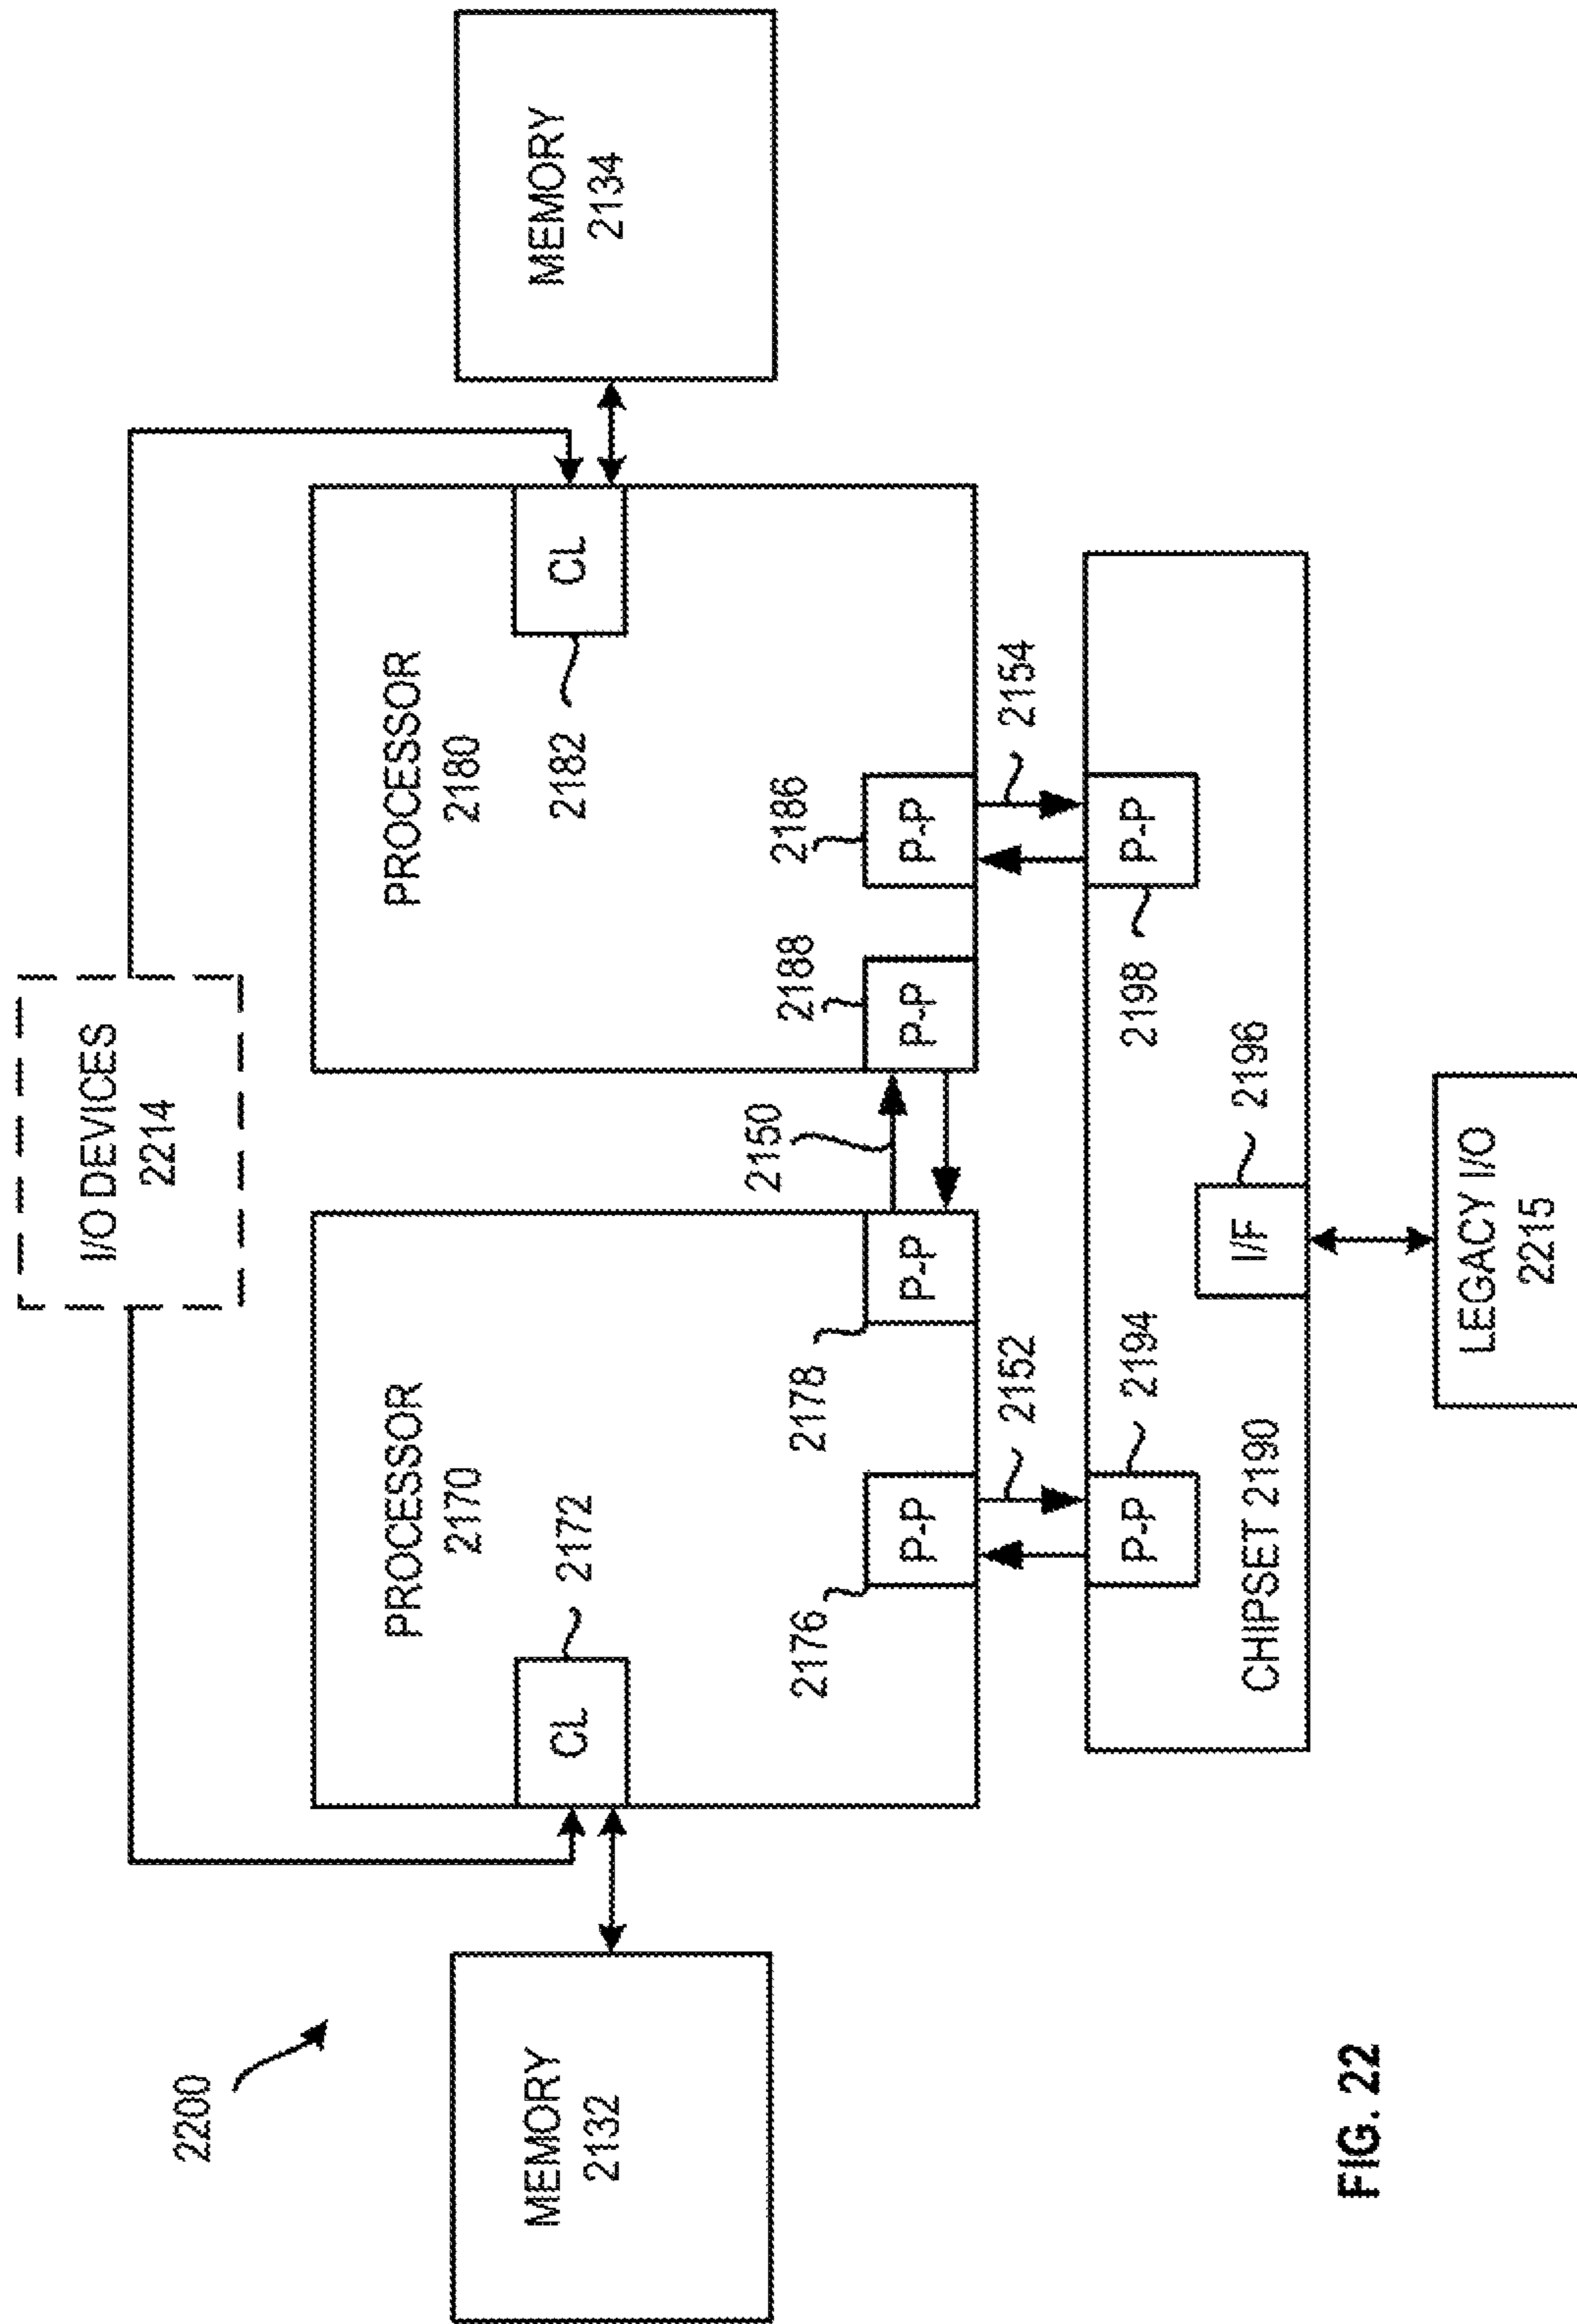 2200
I/O DEVICES
2214
MEMORY
2132
PROCESSOR
2170
CL
2172
PROCESSOR
2180
CL
2182
MEMORY
2134
2176
P-P
2178
P-P
2150
2188
P-P
2186
P-P
2152
2154
P-P
2194
P-P
2198
CHIPSET 2190
I/F
2196
LEGACY I/O
2215
FIG. 22